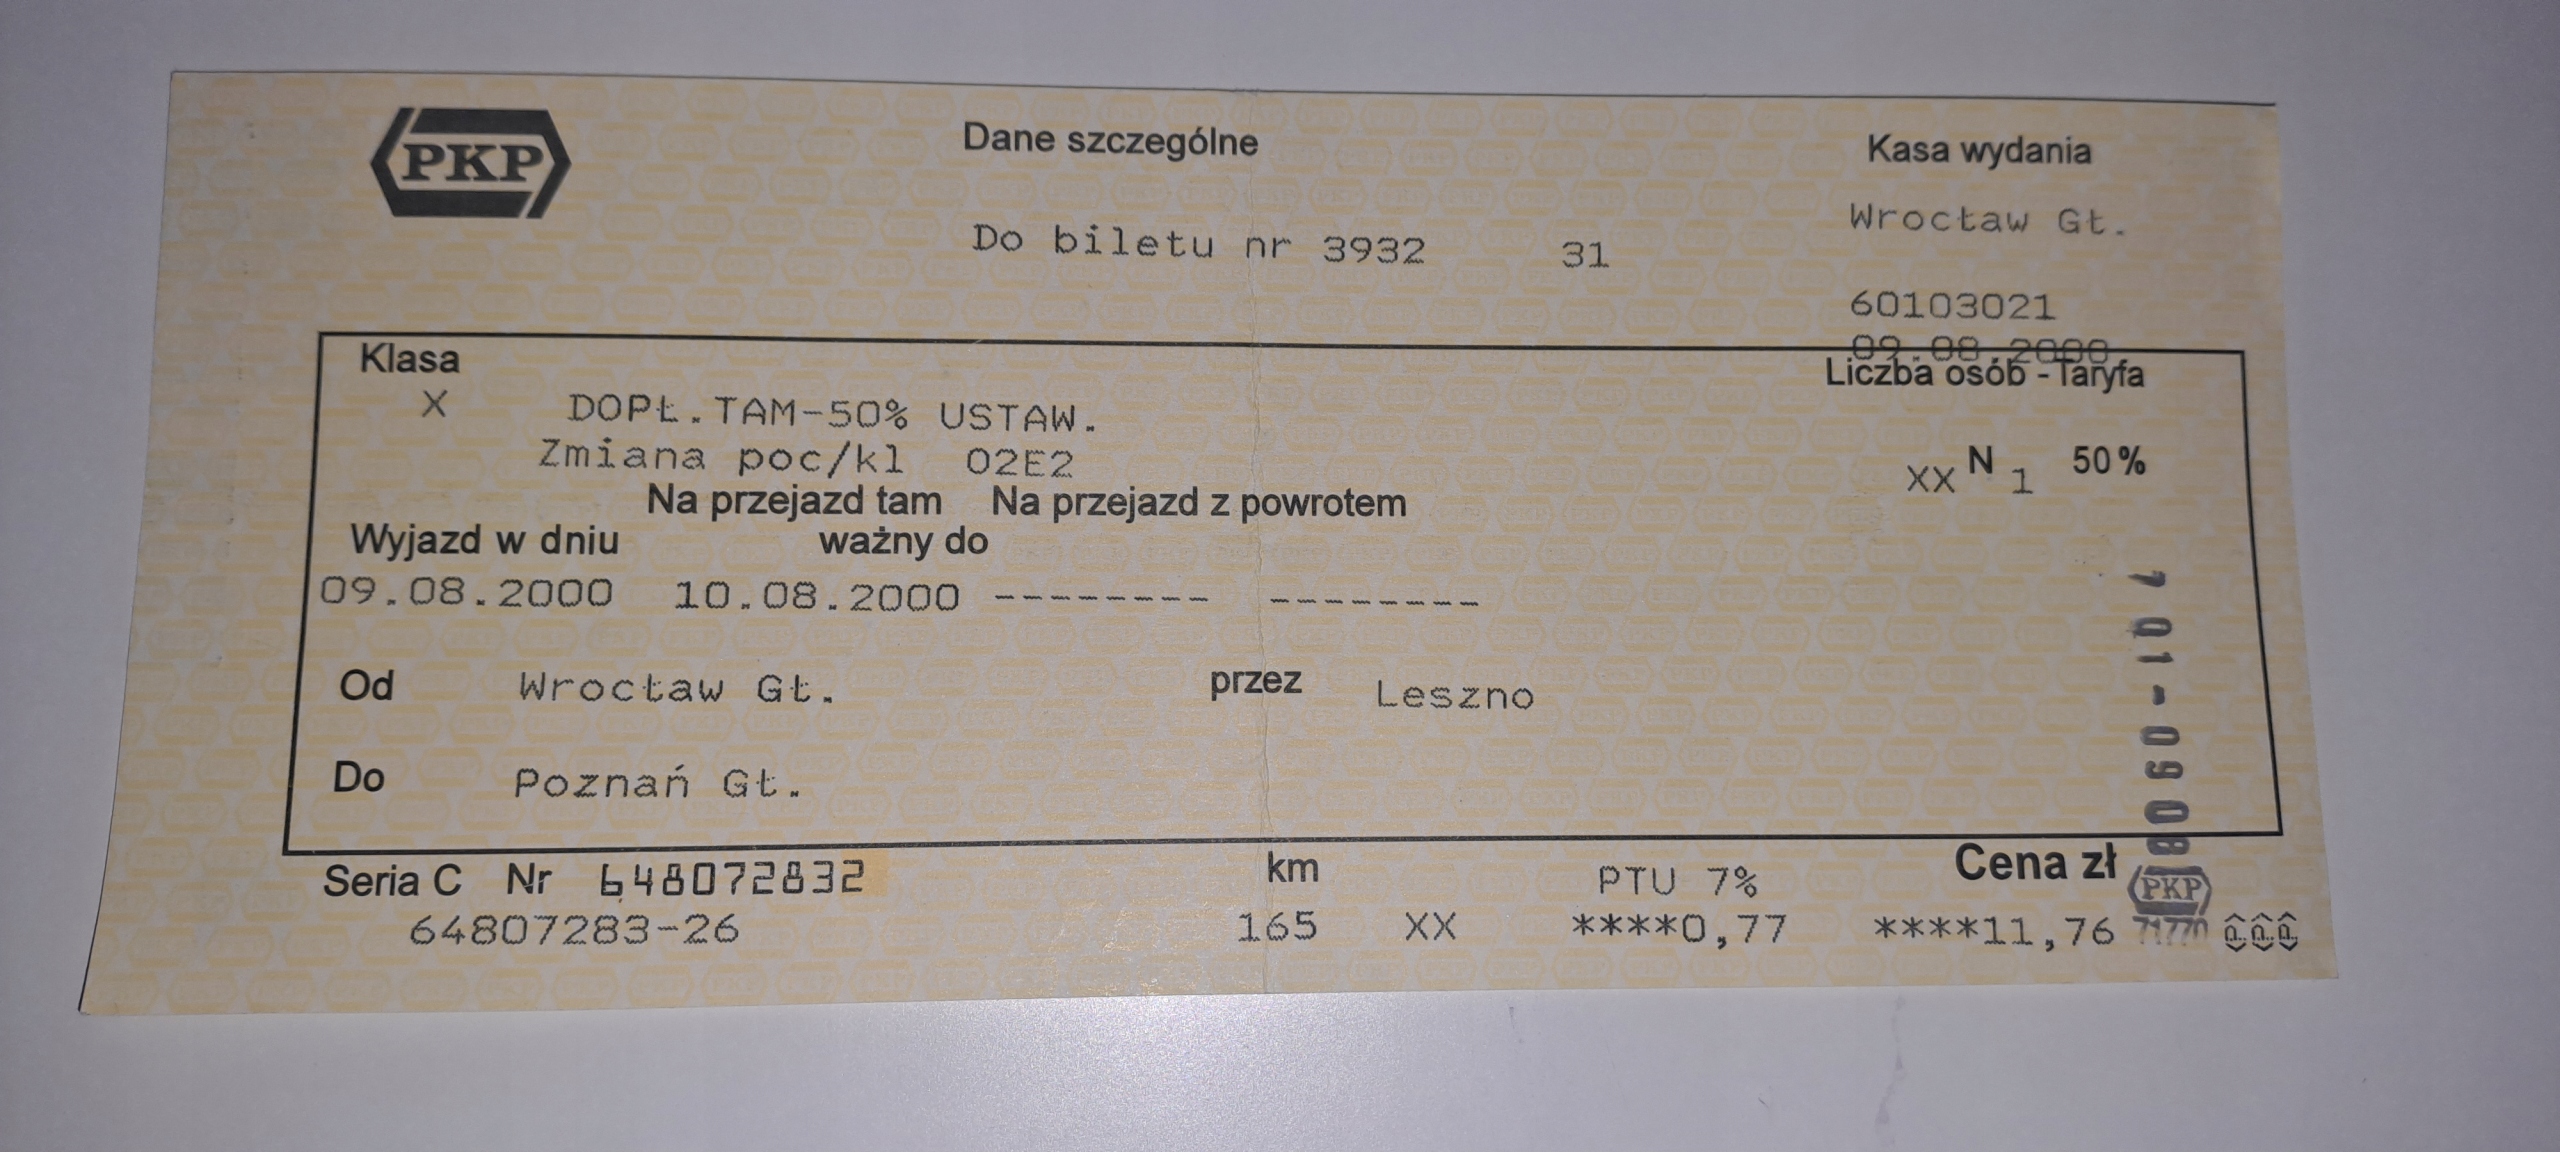 PKP
Dane szczególne
Kasa wydania
Do biletu nr 3932 31
Wrocław Gł.
60103021
09.08.2000
Klasa
Liczba osób - Taryfa
X DOPŁ.TAM-50% USTAW.
Zmiana poc/kl 02E2
XX N 1 50%
Na przejazd tam Na przejazd z powrotem
Wyjazd w dniu ważny do
09.08.2000 10.08.2000 -------- --------
Od Wrocław Gł. przez Leszno
Do Poznań Gł.
7 01-0908
Seria C Nr 648072832 km PTU 7% Cena zł
PKP
64807283-26 165 XX ****0,77 ****11,76